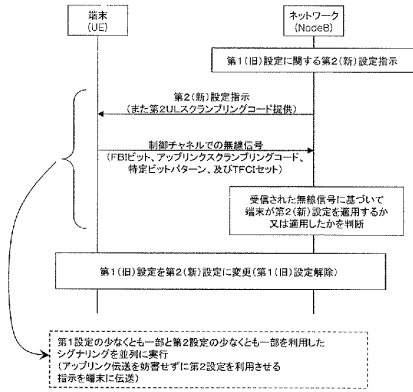 端末
(UE)
ネットワーク
(NodeB)
第1(旧)設定に関する第2(新)設定指示
第2(新)設定指示
(また第2ULスクランブリングコード提供)
制御チャネルでの無線信号
(FBIビット、アップリンクスクランブリングコード、
特定ビットパターン、及びTFCIセット)
受信された無線信号に基づいて
端末が第2(新)設定を適用するか
又は適用したかを判断
第1(旧)設定を第2(新)設定に変更(第1(旧)設定解除)
第1設定の少なくとも一部と第2設定の少なくとも一部を利用した
シグナリングを並列に実行
(アップリンク伝送を妨害せずに第2設定を利用させる
指示を端末に伝送)